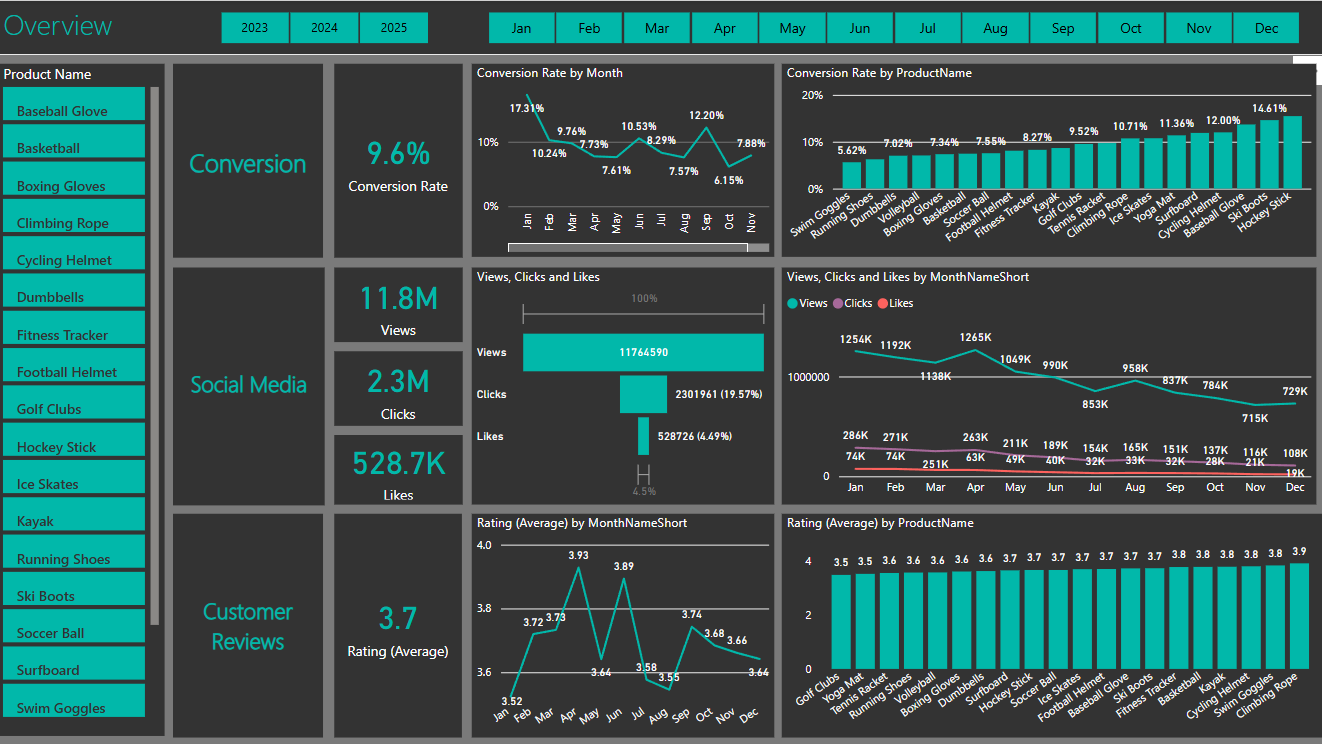 Overview
2023
2024
2025
Jan
Feb
Mar
Apr
May
Jun
Jul
Aug
Sep
Oct
Nov
Dec
Product Name
Baseball Glove
Basketball
Boxing Gloves
Climbing Rope
Cycling Helmet
Dumbbells
Fitness Tracker
Football Helmet
Golf Clubs
Hockey Stick
Ice Skates
Kayak
Running Shoes
Ski Boots
Soccer Ball
Surfboard
Swim Goggles
Conversion
9.6%
Conversion Rate
Conversion Rate by Month
17.31%
10.24%
9.76%
7.73%
7.61%
10.53%
8.29%
7.57%
12.20%
6.15%
7.88%
10%
0%
Jan
Feb
Mar
Apr
May
Jun
Jul
Aug
Sep
Oct
Nov
Conversion Rate by ProductName
20%
10%
0%
5.62%
7.02%
7.34%
7.55%
8.27%
9.52%
10.71%
11.36%
12.00%
14.61%
Swim Goggles
Running Shoes
Dumbbells
Volleyball
Boxing Gloves
Basketball
Soccer Ball
Football Helmet
Fitness Tracker
Kayak
Golf Clubs
Tennis Racket
Climbing Rope
Ice Skates
Yoga Mat
Surfboard
Cycling Helmet
Baseball Glove
Ski Boots
Hockey Stick
Social Media
11.8M
Views
2.3M
Clicks
528.7K
Likes
Views, Clicks and Likes
100%
Views
11764590
Clicks
2301961 (19.57%)
Likes
528726 (4.49%)
4.5%
Views, Clicks and Likes by MonthNameShort
Views
Clicks
Likes
1000000
0
1254K
1192K
1138K
1265K
1049K
990K
853K
958K
837K
784K
715K
729K
286K
271K
251K
263K
211K
189K
154K
165K
151K
137K
116K
108K
74K
74K
63K
49K
40K
32K
33K
32K
28K
21K
19K
Jan
Feb
Mar
Apr
May
Jun
Jul
Aug
Sep
Oct
Nov
Dec
Customer
Reviews
3.7
Rating (Average)
Rating (Average) by MonthNameShort
4.0
3.8
3.6
3.52
3.72
3.73
3.93
3.64
3.89
3.58
3.55
3.74
3.68
3.66
3.64
Jan
Feb
Mar
Apr
May
Jun
Jul
Aug
Sep
Oct
Nov
Dec
Rating (Average) by ProductName
4
2
0
3.5
3.5
3.6
3.6
3.6
3.6
3.6
3.7
3.7
3.7
3.7
3.7
3.7
3.7
3.8
3.8
3.8
3.8
3.8
3.9
Golf Clubs
Yoga Mat
Tennis Racket
Running Shoes
Volleyball
Boxing Gloves
Dumbbells
Surfboard
Hockey Stick
Soccer Ball
Ice Skates
Football Helmet
Baseball Glove
Ski Boots
Fitness Tracker
Basketball
Kayak
Cycling Helmet
Swim Goggles
Climbing Rope